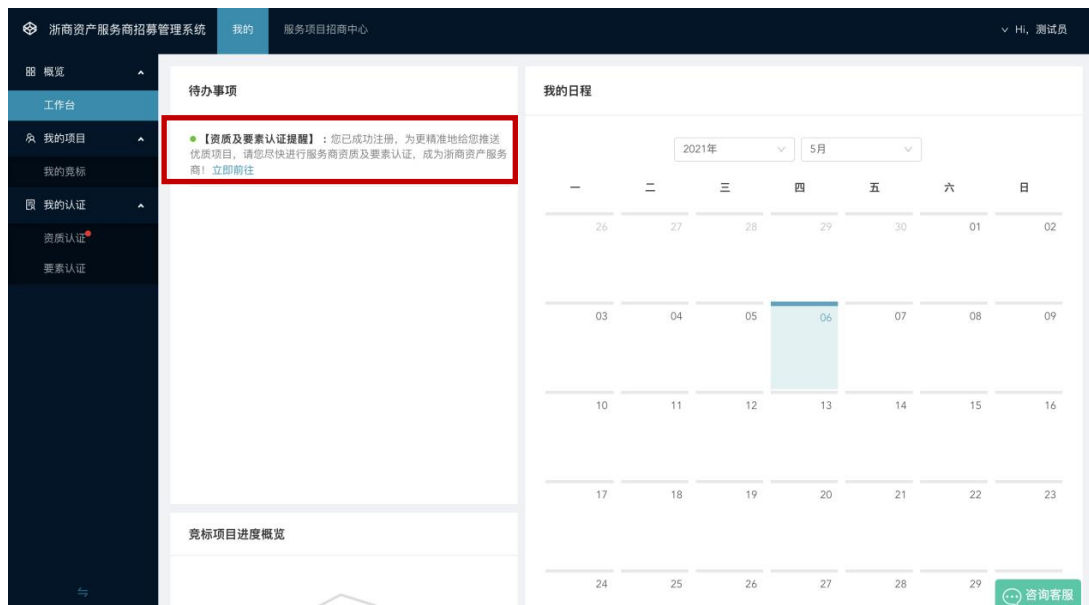 浙商资产服务商招募管理系统 我的 服务项目招商中心 Hi, 测试员
概览
工作台
我的项目
我的竞标
我的认证
资质认证
要素认证
待办事项
【资质及要素认证提醒】：您已成功注册，为更精准地给您推送
优质项目，请您尽快进行服务商资质及要素认证，成为浙商资产服务
商！立即前往
竞标项目进度概览
我的日程
2021年 5月
一 二 三 四 五 六 日
26 27 28 29 30 01 02
03 04 05 06 07 08 09
10 11 12 13 14 15 16
17 18 19 20 21 22 23
24 25 26 27 28 29
咨询客服